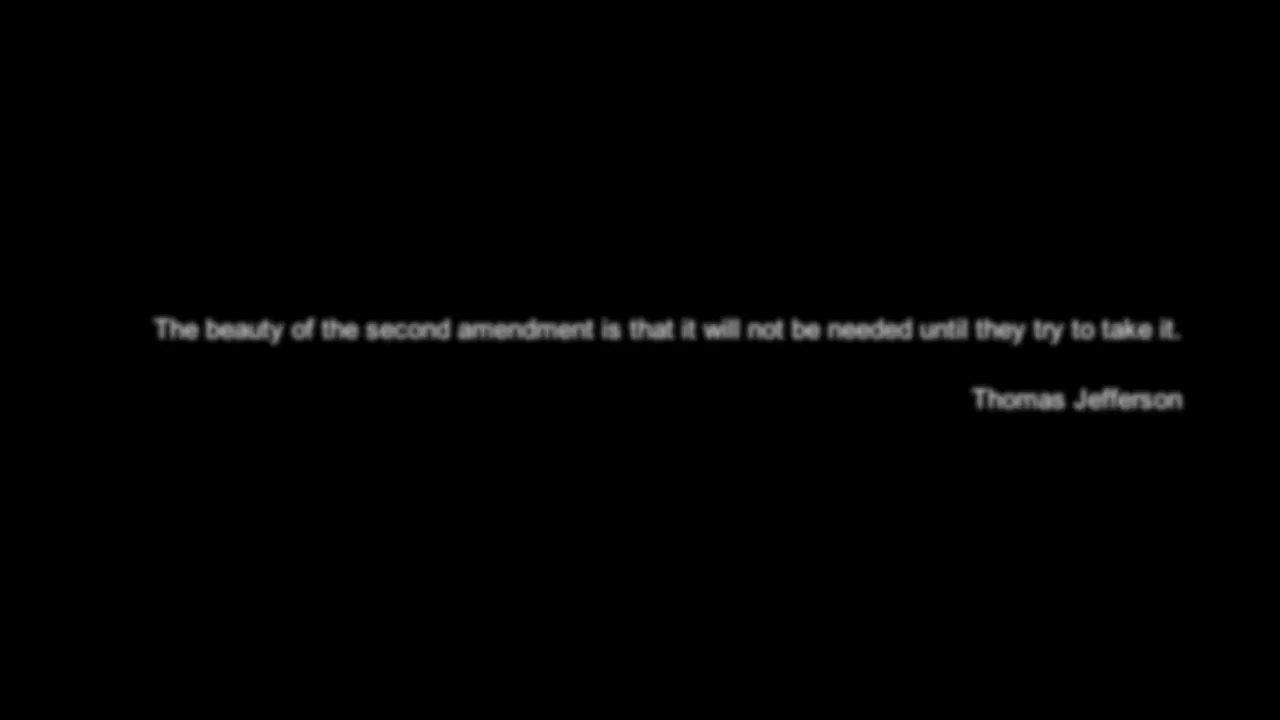 The beauty of the second amendment is that it will not be needed until they try to take it.
Thomas Jefferson